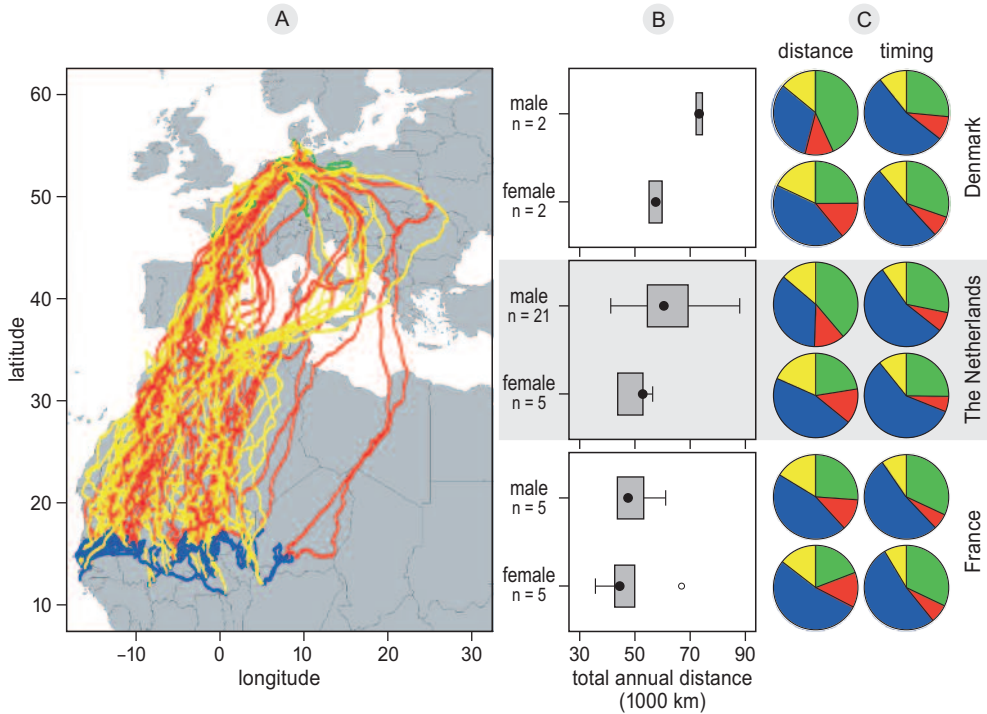 A
B
C
distance timing
60
50
40
30
20
10
latitude
−10 0 10 20 30
longitude
male
n = 2
female
n = 2
male
n = 21
female
n = 5
male
n = 5
female
n = 5
30 50 70 90
total annual distance
(1000 km)
Denmark
The Netherlands
France